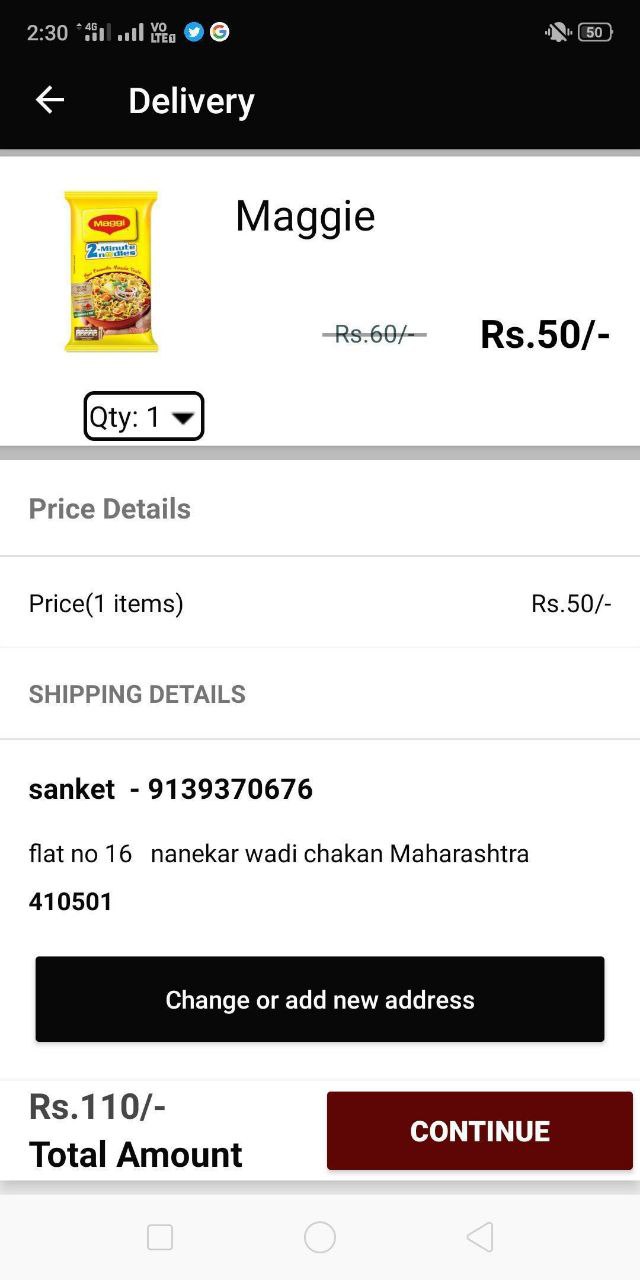 2:30 4G VO LTE 50
Delivery
Maggi
2-Minute
noodles
Maggie
Rs.60/- Rs.50/-
Qty: 1
Price Details
Price(1 items) Rs.50/-
SHIPPING DETAILS
sanket - 9139370676
flat no 16 nanekar wadi chakan Maharashtra
410501
Change or add new address
Rs.110/-
Total Amount
CONTINUE